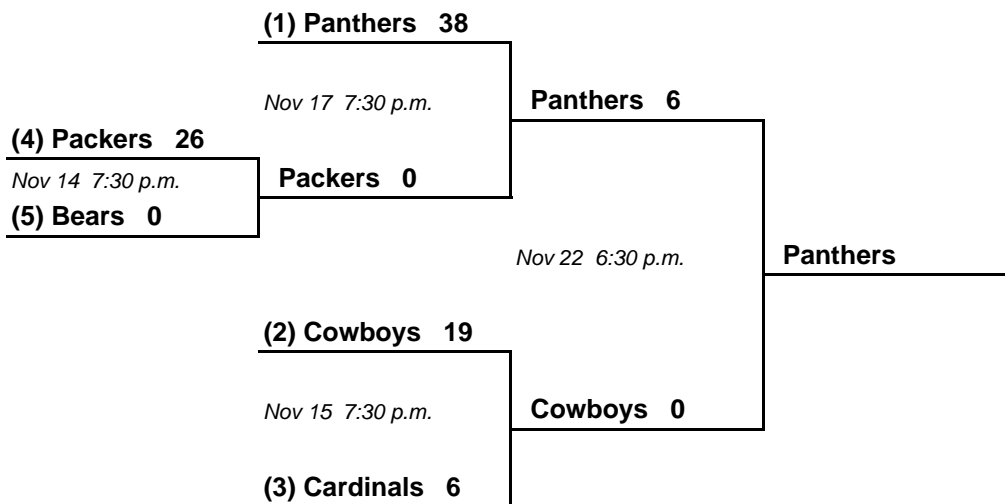 (1) Panthers 38
Nov 17 7:30 p.m.
Panthers 6
(4) Packers 26
Nov 14 7:30 p.m.
Packers 0
(5) Bears 0
Nov 22 6:30 p.m.
Panthers
(2) Cowboys 19
Nov 15 7:30 p.m.
Cowboys 0
(3) Cardinals 6